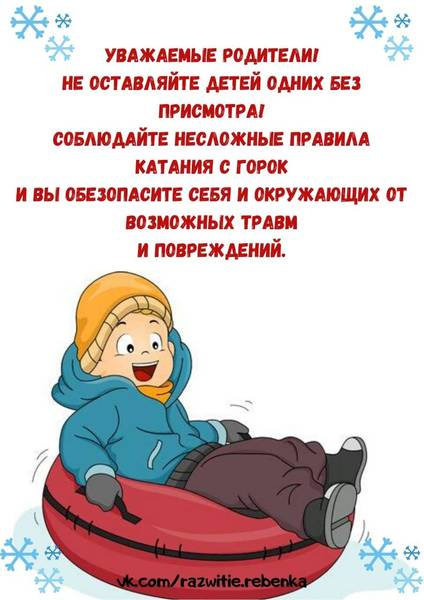 УВАЖАЕМЫЕ РОДИТЕЛИ!
НЕ ОСТАВЛЯЙТЕ ДЕТЕЙ ОДНИХ БЕЗ
ПРИСМОТРА!
СОБЛЮДАЙТЕ НЕСЛОЖНЫЕ ПРАВИЛА
КАТАНИЯ С ГОРОК
И ВЫ ОБЕЗОПАСИТЕ СЕБЯ И ОКРУЖАЮЩИХ ОТ
ВОЗМОЖНЫХ ТРАВМ
И ПОВРЕЖДЕНИЙ.
vk.com/razwitie.rebenka